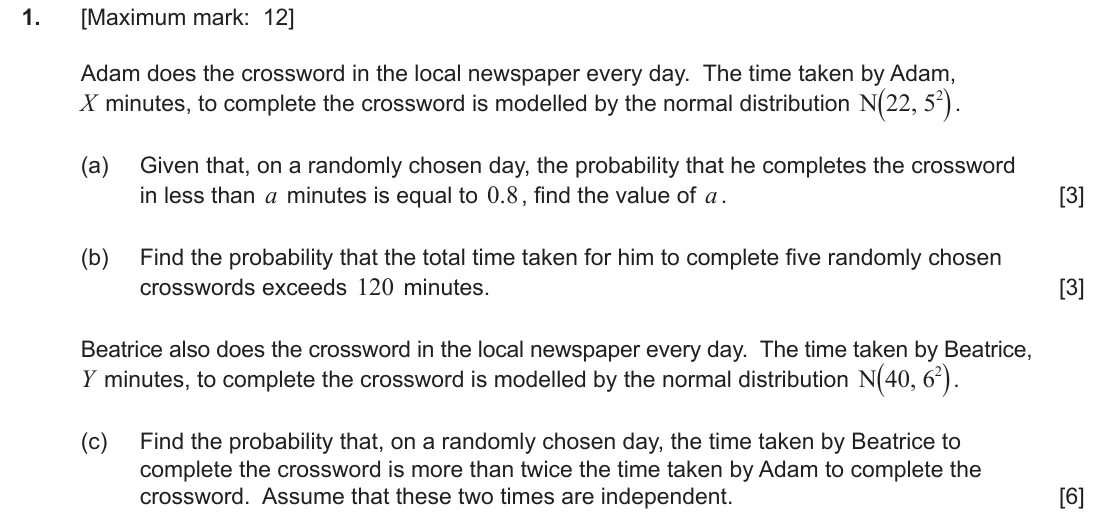 1. [Maximum mark: 12]
Adam does the crossword in the local newspaper every day. The time taken by Adam,
X minutes, to complete the crossword is modelled by the normal distribution N(22, 5²).
(a) Given that, on a randomly chosen day, the probability that he completes the crossword
in less than a minutes is equal to 0.8, find the value of a. [3]
(b) Find the probability that the total time taken for him to complete five randomly chosen
crosswords exceeds 120 minutes. [3]
Beatrice also does the crossword in the local newspaper every day. The time taken by Beatrice,
Y minutes, to complete the crossword is modelled by the normal distribution N(40, 6²).
(c) Find the probability that, on a randomly chosen day, the time taken by Beatrice to
complete the crossword is more than twice the time taken by Adam to complete the
crossword. Assume that these two times are independent. [6]